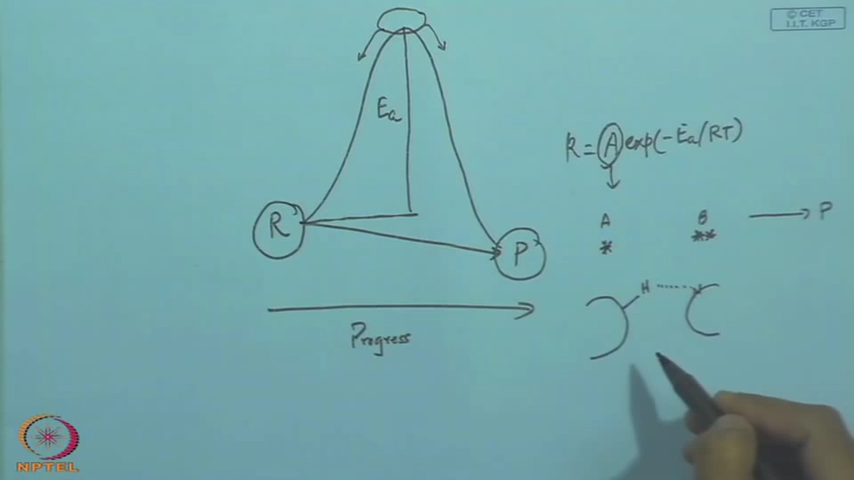 © CET
I.I.T. KGP
Ea
k = A exp(-Ea/RT)
A B → P
* **
R
P
H
Progress
NPTEL